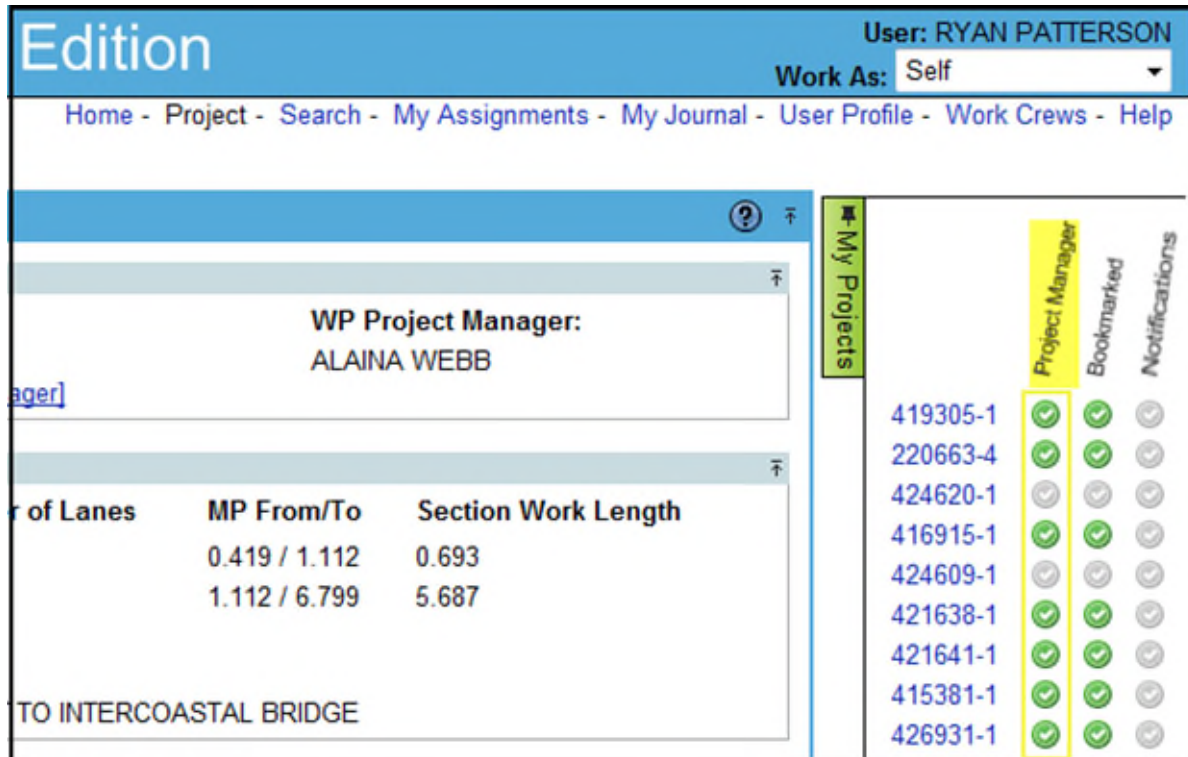 Edition
User: RYAN PATTERSON
Work As: Self
Home - Project - Search - My Assignments - My Journal - User Profile - Work Crews - Help
WP Project Manager:
ALAINA WEBB
ager]
r of Lanes MP From/To Section Work Length
0.419 / 1.112 0.693
1.112 / 6.799 5.687
TO INTERCOASTAL BRIDGE
My Projects
Project Manager
Bookmarked
Notifications
419305-1
220663-4
424620-1
416915-1
424609-1
421638-1
421641-1
415381-1
426931-1